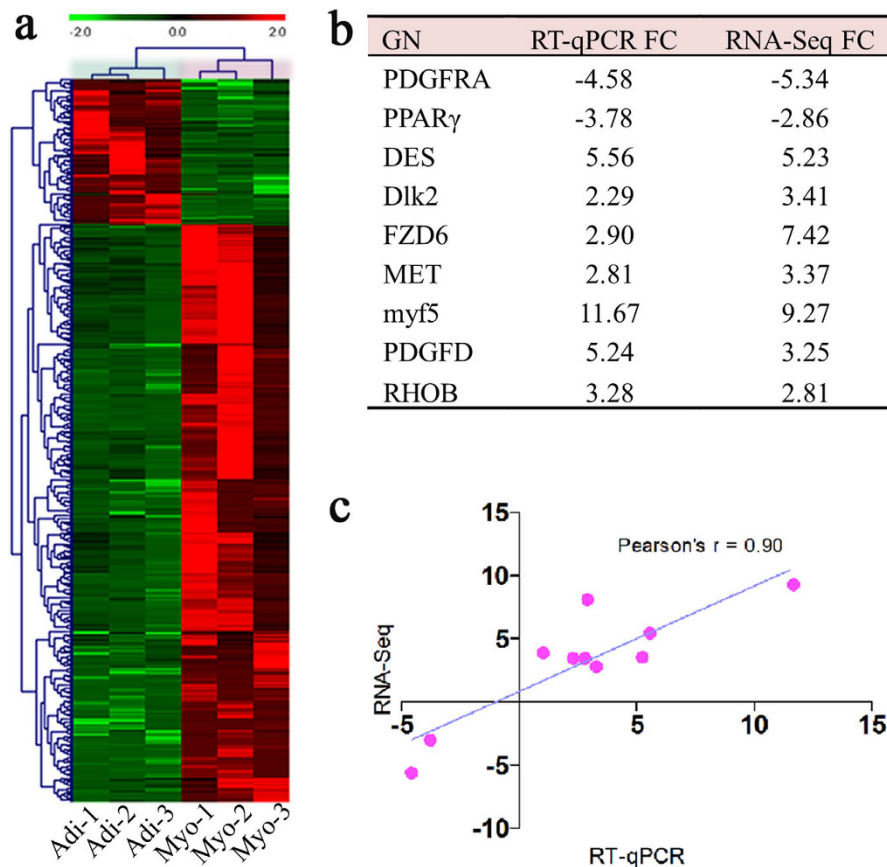 a
-2.0 0.0 2.0
Adi-1 Adi-2 Adi-3 Myo-1 Myo-2 Myo-3
b
GN RT-qPCR FC RNA-Seq FC
PDGFRA -4.58 -5.34
PPARγ -3.78 -2.86
DES 5.56 5.23
Dlk2 2.29 3.41
FZD6 2.90 7.42
MET 2.81 3.37
myf5 11.67 9.27
PDGFD 5.24 3.25
RHOB 3.28 2.81
c
15
Pearson's r = 0.90
10
5
RNA-Seq
-5 5 10 15
-5
-10
RT-qPCR